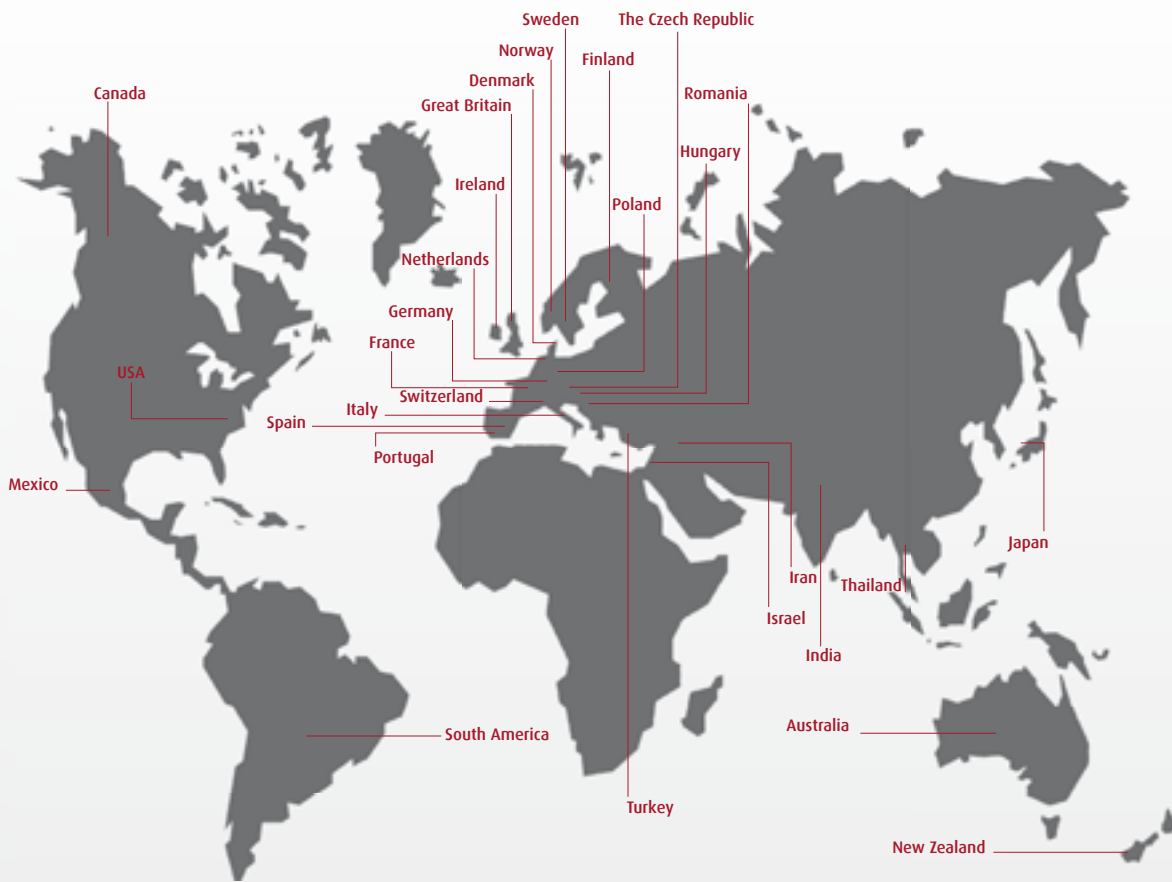 Sweden
The Czech Republic
Norway
Finland
Denmark
Canada
Great Britain
Romania
Hungary
Ireland
Poland
Netherlands
Germany
France
USA
Switzerland
Italy
Spain
Portugal
Mexico
Japan
Iran
Thailand
Israel
India
Australia
South America
Turkey
New Zealand